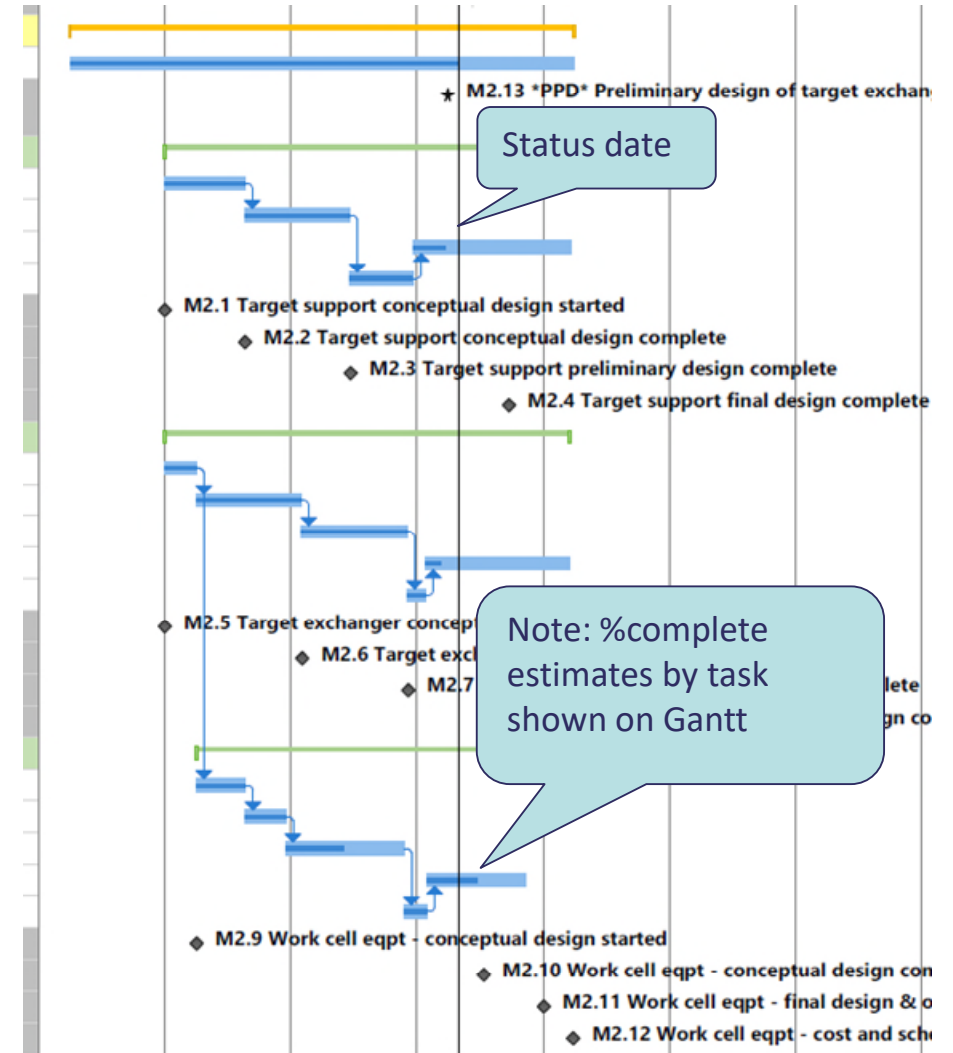 M2.13 *PPD* Preliminary design of target exchan
Status date
M2.1 Target support conceptual design started
M2.2 Target support conceptual design complete
M2.3 Target support preliminary design complete
M2.4 Target support final design complete
M2.5 Target exchanger concep
M2.6 Target excl
M2.7
lete
gn co
Note: %complete
estimates by task
shown on Gantt
M2.9 Work cell eqpt - conceptual design started
M2.10 Work cell eqpt - conceptual design con
M2.11 Work cell eqpt - final design & o
M2.12 Work cell eqpt - cost and sche